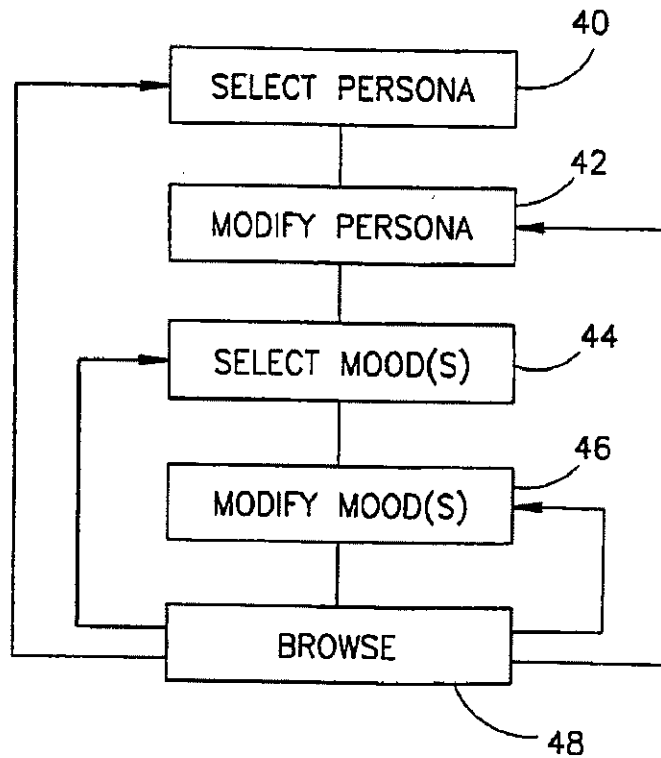 40
SELECT PERSONA
42
MODIFY PERSONA
SELECT MOOD(S)
44
46
MODIFY MOOD(S)
BROWSE
48